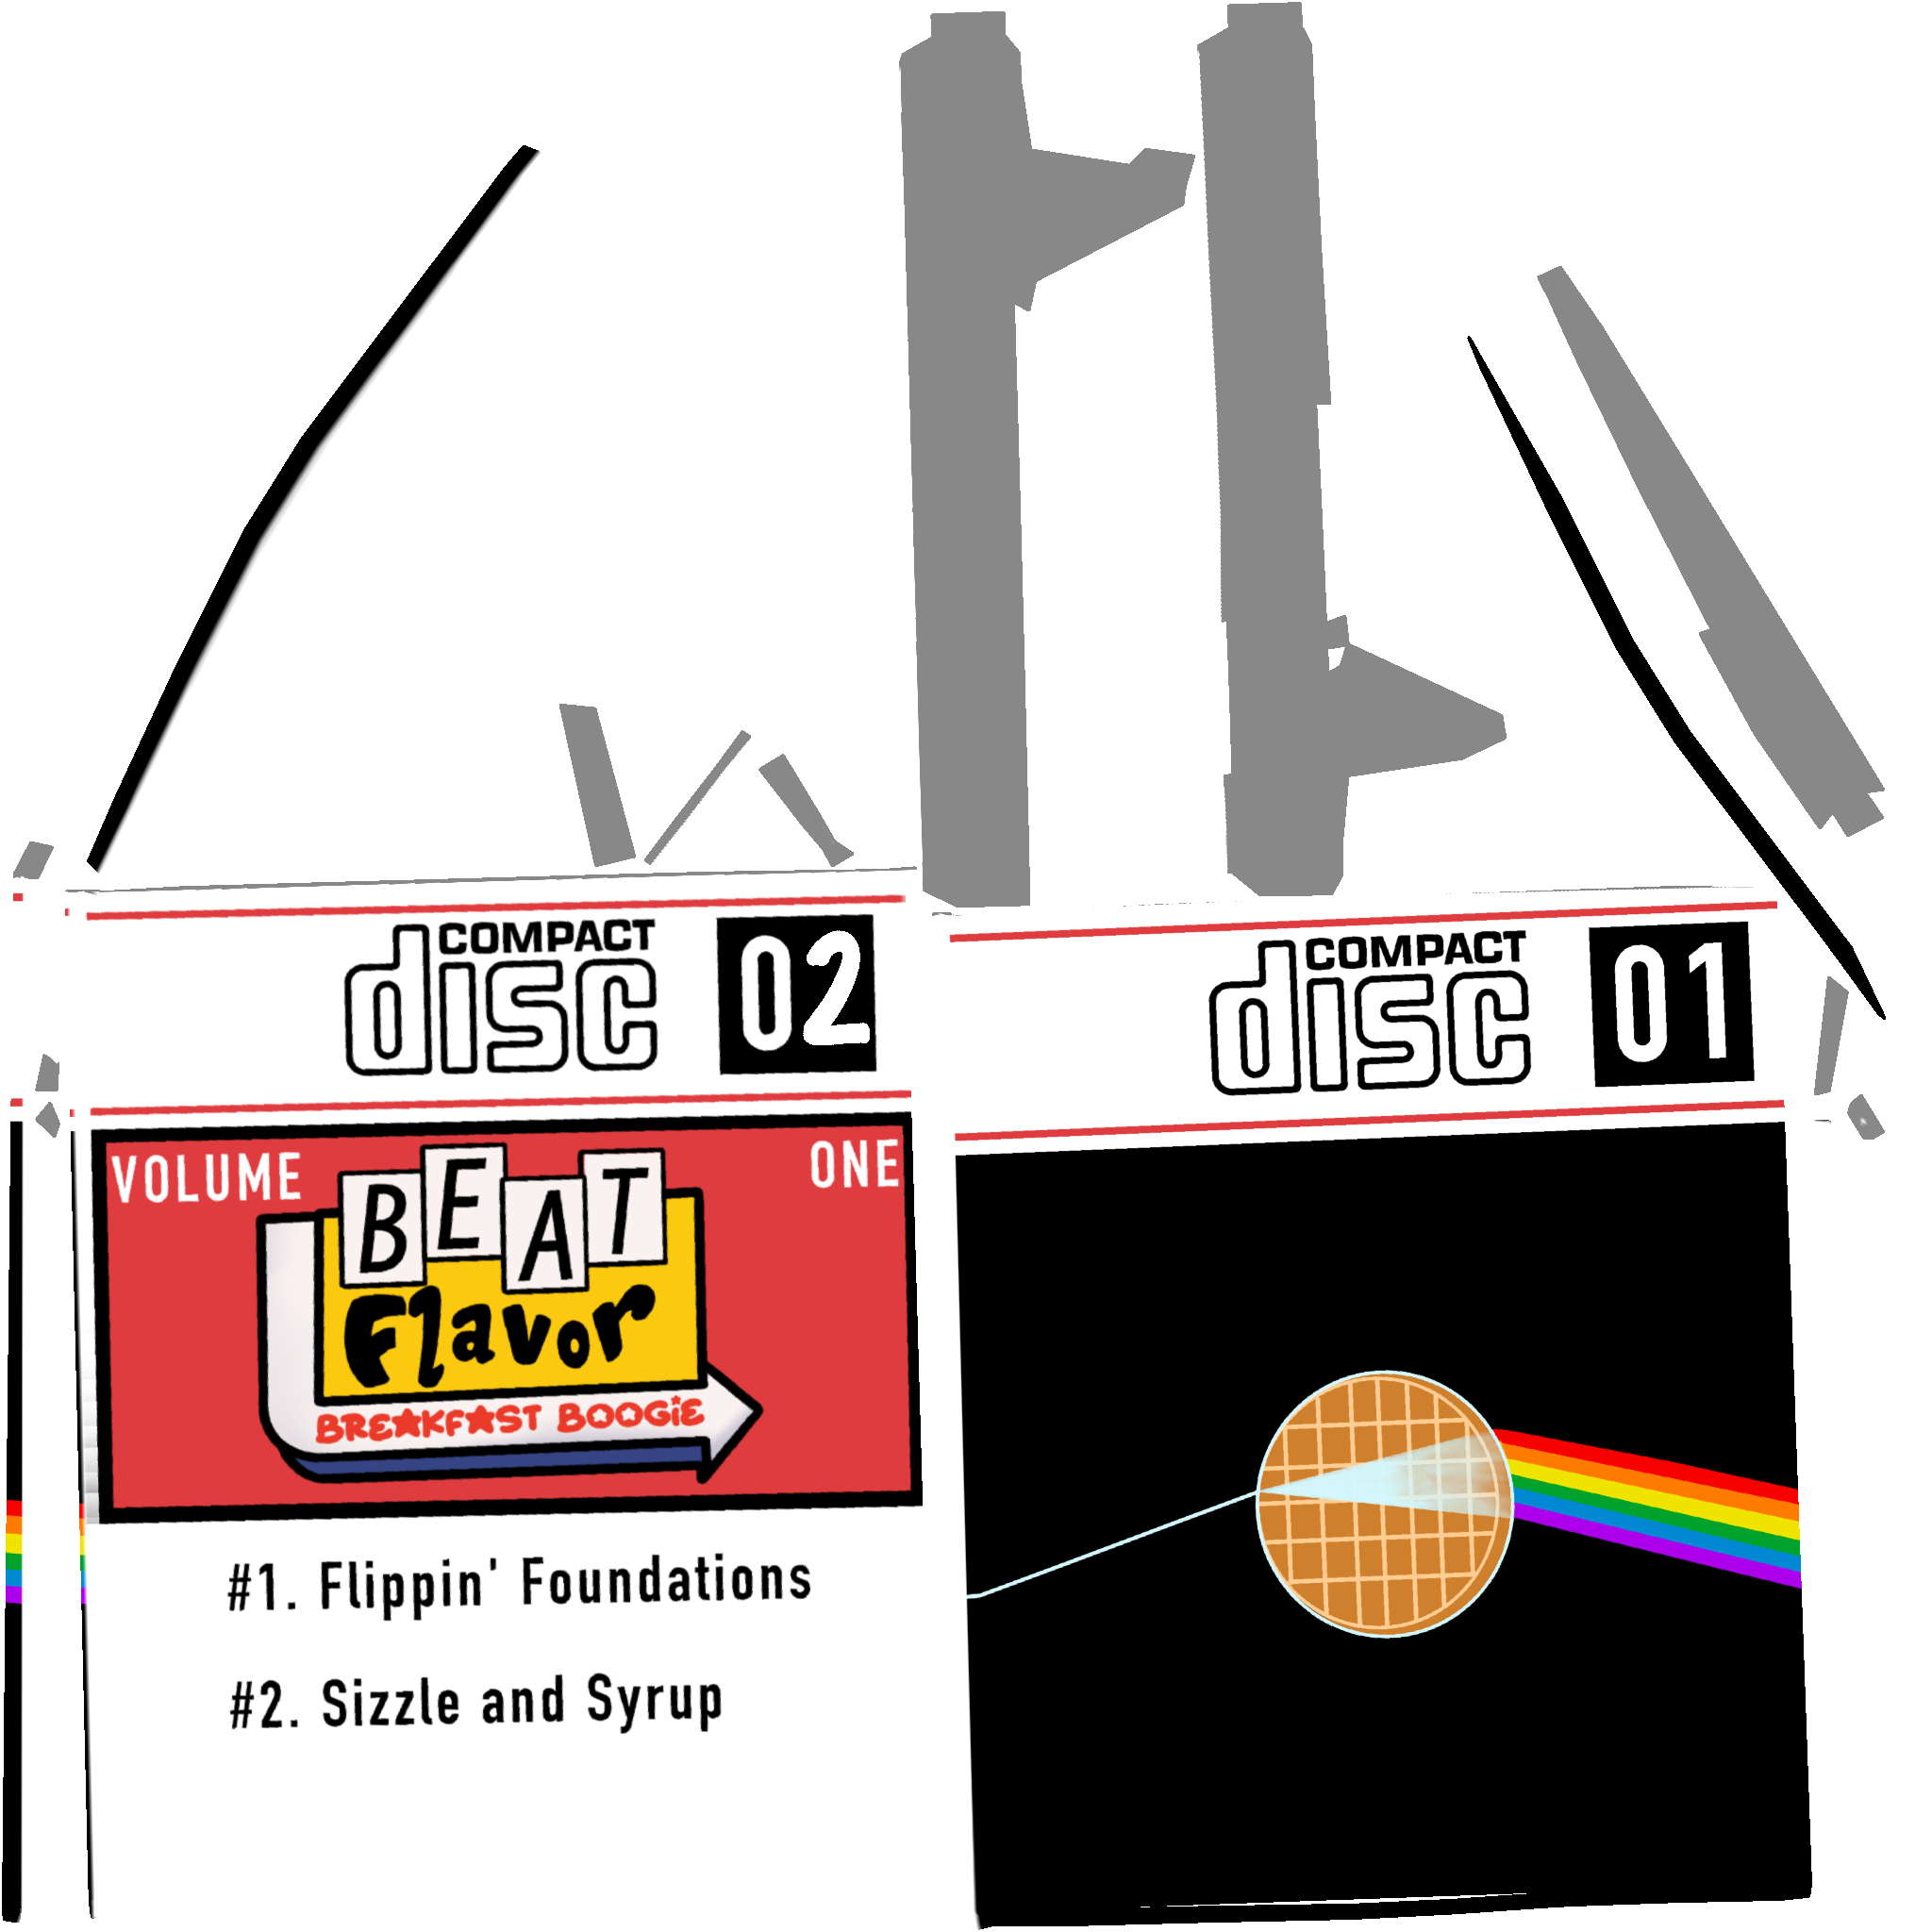 COMPACT
disc 02
VOLUME ONE
BEAT
Flavor
BREAKFAST BOOGIE
#1. Flippin' Foundations
#2. Sizzle and Syrup
COMPACT
disc 01